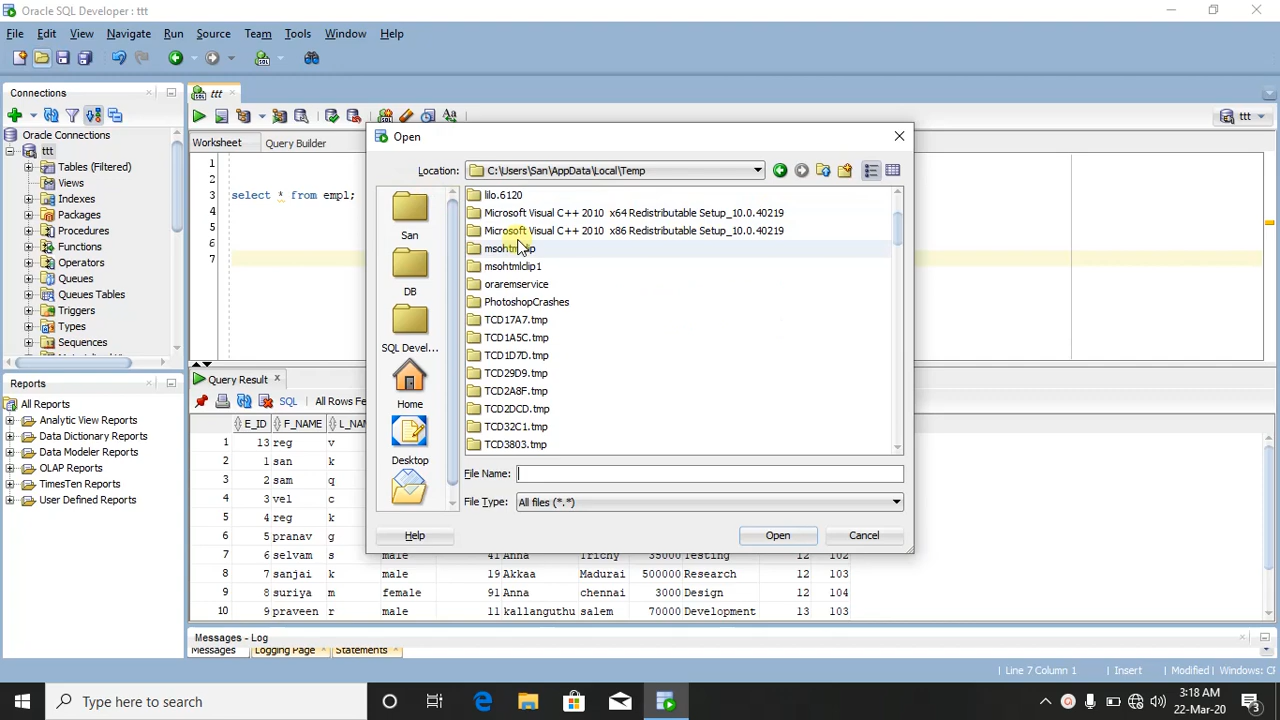 Oracle SQL Developer : ttt
File Edit View Navigate Run Source Team Tools Window Help
Connections
Oracle Connections
ttt
Tables (Filtered)
Views
Indexes
Packages
Procedures
Functions
Operators
Queues
Queues Tables
Triggers
Types
Sequences
Reports
All Reports
Analytic View Reports
Data Dictionary Reports
Data Modeler Reports
OLAP Reports
TimesTen Reports
User Defined Reports
ttt
ttt
Worksheet Query Builder
1
2
3 select * from empl;
4
5
6
7
Open
Location: C:\Users\San\AppData\Local\Temp
San
DB
SQL Devel...
Home
Desktop
lilo.6120
Microsoft Visual C++ 2010 x64 Redistributable Setup_10.0.40219
Microsoft Visual C++ 2010 x86 Redistributable Setup_10.0.40219
msohtmlclip
msohtmlclip1
oraremservice
PhotoshopCrashes
TCD17A7.tmp
TCD1A5C.tmp
TCD1D7D.tmp
TCD29D9.tmp
TCD2A8F.tmp
TCD2DCD.tmp
TCD32C1.tmp
TCD3803.tmp
File Name:
File Type: All files (*.*)
Help Open Cancel
Query Result
SQL All Rows Fe
E_ID F_NAME L_NA
1 13 reg v
2 1 san k
3 2 sam q
4 3 vel c
5 4 reg k
6 5 pranav g
7 6 selvam s male 41 Anna Trichy 35000 Testing 12 102
8 7 sanjai k male 19 Akkaa Madurai 500000 Research 12 103
9 8 suriya m female 91 Anna chennai 3000 Design 12 104
10 9 praveen r male 11 kallanguthu salem 70000 Development 13 103
Messages - Log
Messages Logging Page Statements
Line 7 Column 1 Insert Modified Windows: CF
Type here to search
3:18 AM
22-Mar-20
3